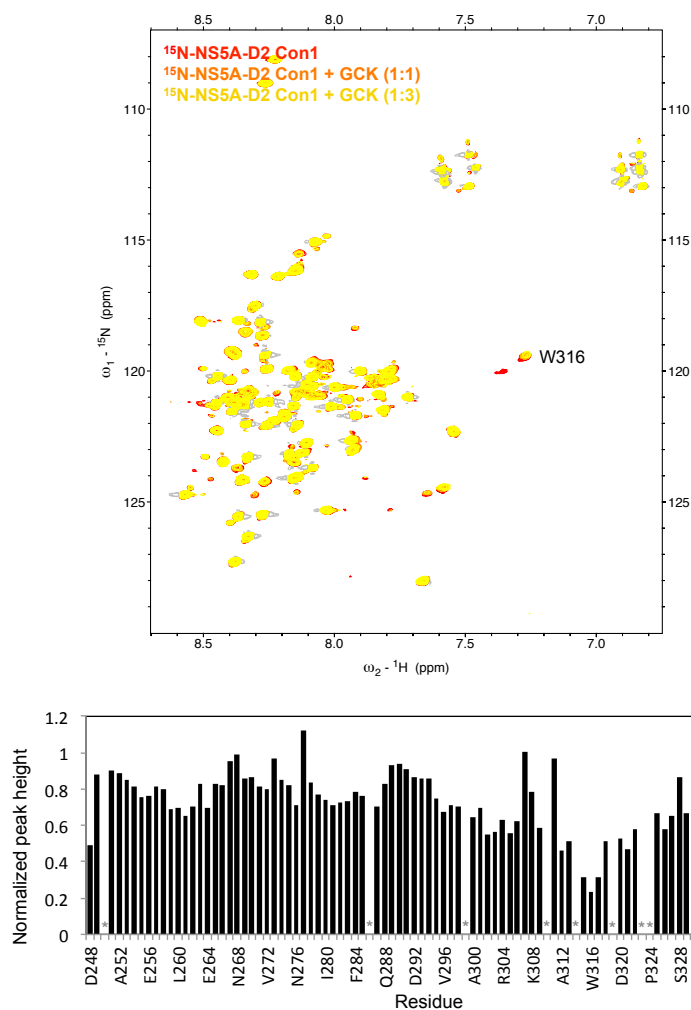 8.5 8.0 7.5 7.0
¹⁵N-NS5A-D2 Con1
¹⁵N-NS5A-D2 Con1 + GCK (1:1)
¹⁵N-NS5A-D2 Con1 + GCK (1:3)
110 110
115 115
120 120
W316
125 125
ω₁ - ¹⁵N (ppm)
8.5 8.0 7.5 7.0
ω₂ - ¹H (ppm)
1.2
1
0.8
0.6
0.4
0.2
0
Normalized peak height
* * * * * * * *
D248 A252 E256 L260 E264 N268 V272 N276 I280 F284 Q288 D292 V296 A300 R304 K308 A312 W316 D320 P324 S328
Residue